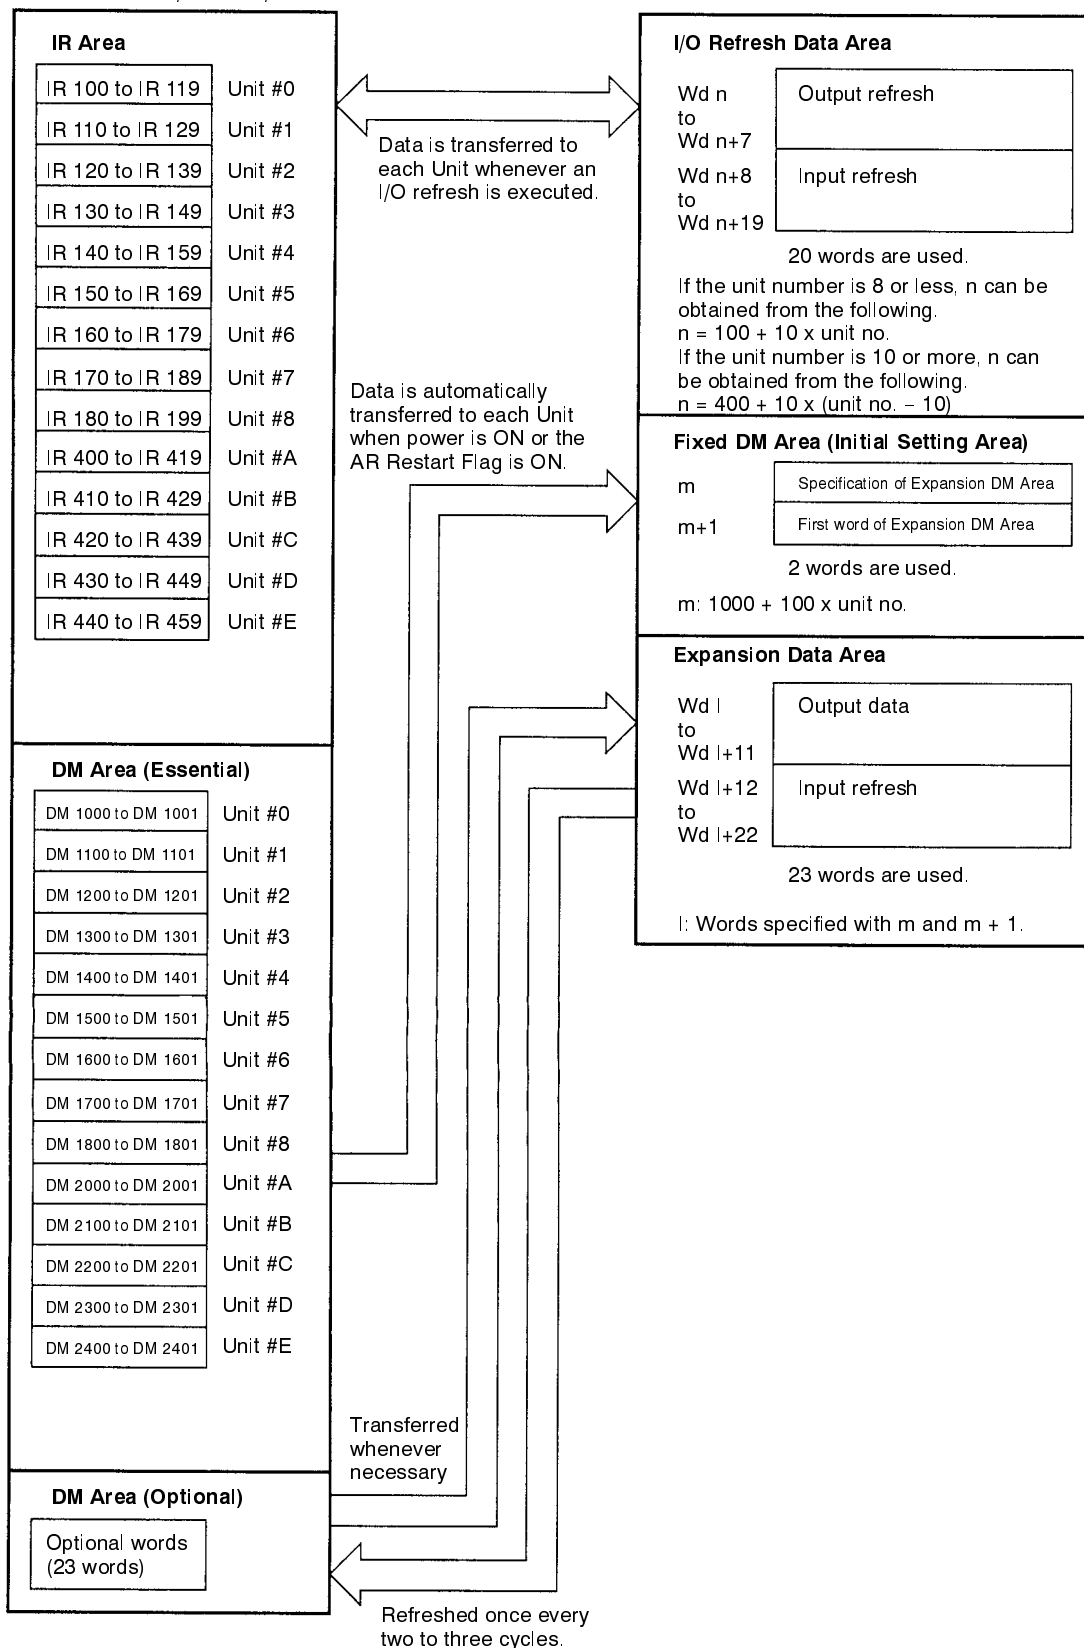 IR Area
IR 100 to IR 119 Unit #0
IR 110 to IR 129 Unit #1
IR 120 to IR 139 Unit #2
IR 130 to IR 149 Unit #3
IR 140 to IR 159 Unit #4
IR 150 to IR 169 Unit #5
IR 160 to IR 179 Unit #6
IR 170 to IR 189 Unit #7
IR 180 to IR 199 Unit #8
IR 400 to IR 419 Unit #A
IR 410 to IR 429 Unit #B
IR 420 to IR 439 Unit #C
IR 430 to IR 449 Unit #D
IR 440 to IR 459 Unit #E
Data is transferred to
each Unit whenever an
I/O refresh is executed.
I/O Refresh Data Area
Wd n
to
Wd n+7
Output refresh
Wd n+8
to
Wd n+19
Input refresh
20 words are used.
If the unit number is 8 or less, n can be
obtained from the following.
n = 100 + 10 x unit no.
If the unit number is 10 or more, n can
be obtained from the following.
n = 400 + 10 x (unit no. – 10)
Data is automatically
transferred to each Unit
when power is ON or the
AR Restart Flag is ON.
Fixed DM Area (Initial Setting Area)
m Specification of Expansion DM Area
m+1 First word of Expansion DM Area
2 words are used.
m: 1000 + 100 x unit no.
Expansion Data Area
Wd l
to
Wd l+11
Output data
Wd l+12
to
Wd l+22
Input refresh
23 words are used.
l: Words specified with m and m + 1.
DM Area (Essential)
DM 1000 to DM 1001 Unit #0
DM 1100 to DM 1101 Unit #1
DM 1200 to DM 1201 Unit #2
DM 1300 to DM 1301 Unit #3
DM 1400 to DM 1401 Unit #4
DM 1500 to DM 1501 Unit #5
DM 1600 to DM 1601 Unit #6
DM 1700 to DM 1701 Unit #7
DM 1800 to DM 1801 Unit #8
DM 2000 to DM 2001 Unit #A
DM 2100 to DM 2101 Unit #B
DM 2200 to DM 2201 Unit #C
DM 2300 to DM 2301 Unit #D
DM 2400 to DM 2401 Unit #E
Transferred
whenever
necessary
DM Area (Optional)
Optional words
(23 words)
Refreshed once every
two to three cycles.